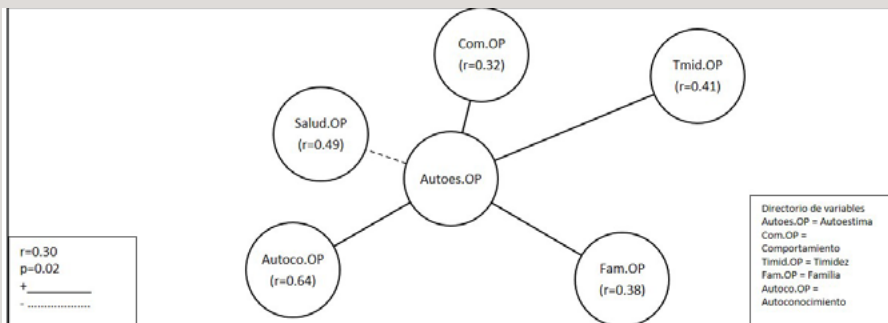 Com.OP
(r=0.32)
Tmid.OP
(r=0.41)
Salud.OP
(r=0.49)
Autoes.OP
Autoco.OP
(r=0.64)
Fam.OP
(r=0.38)
r=0.30
p=0.02
+____________
- ....................
Directorio de variables
Autoes.OP = Autoestima
Com.OP =
Comportamiento
Timid.OP = Timidez
Fam.OP = Familia
Autoco.OP =
Autoconocimiento